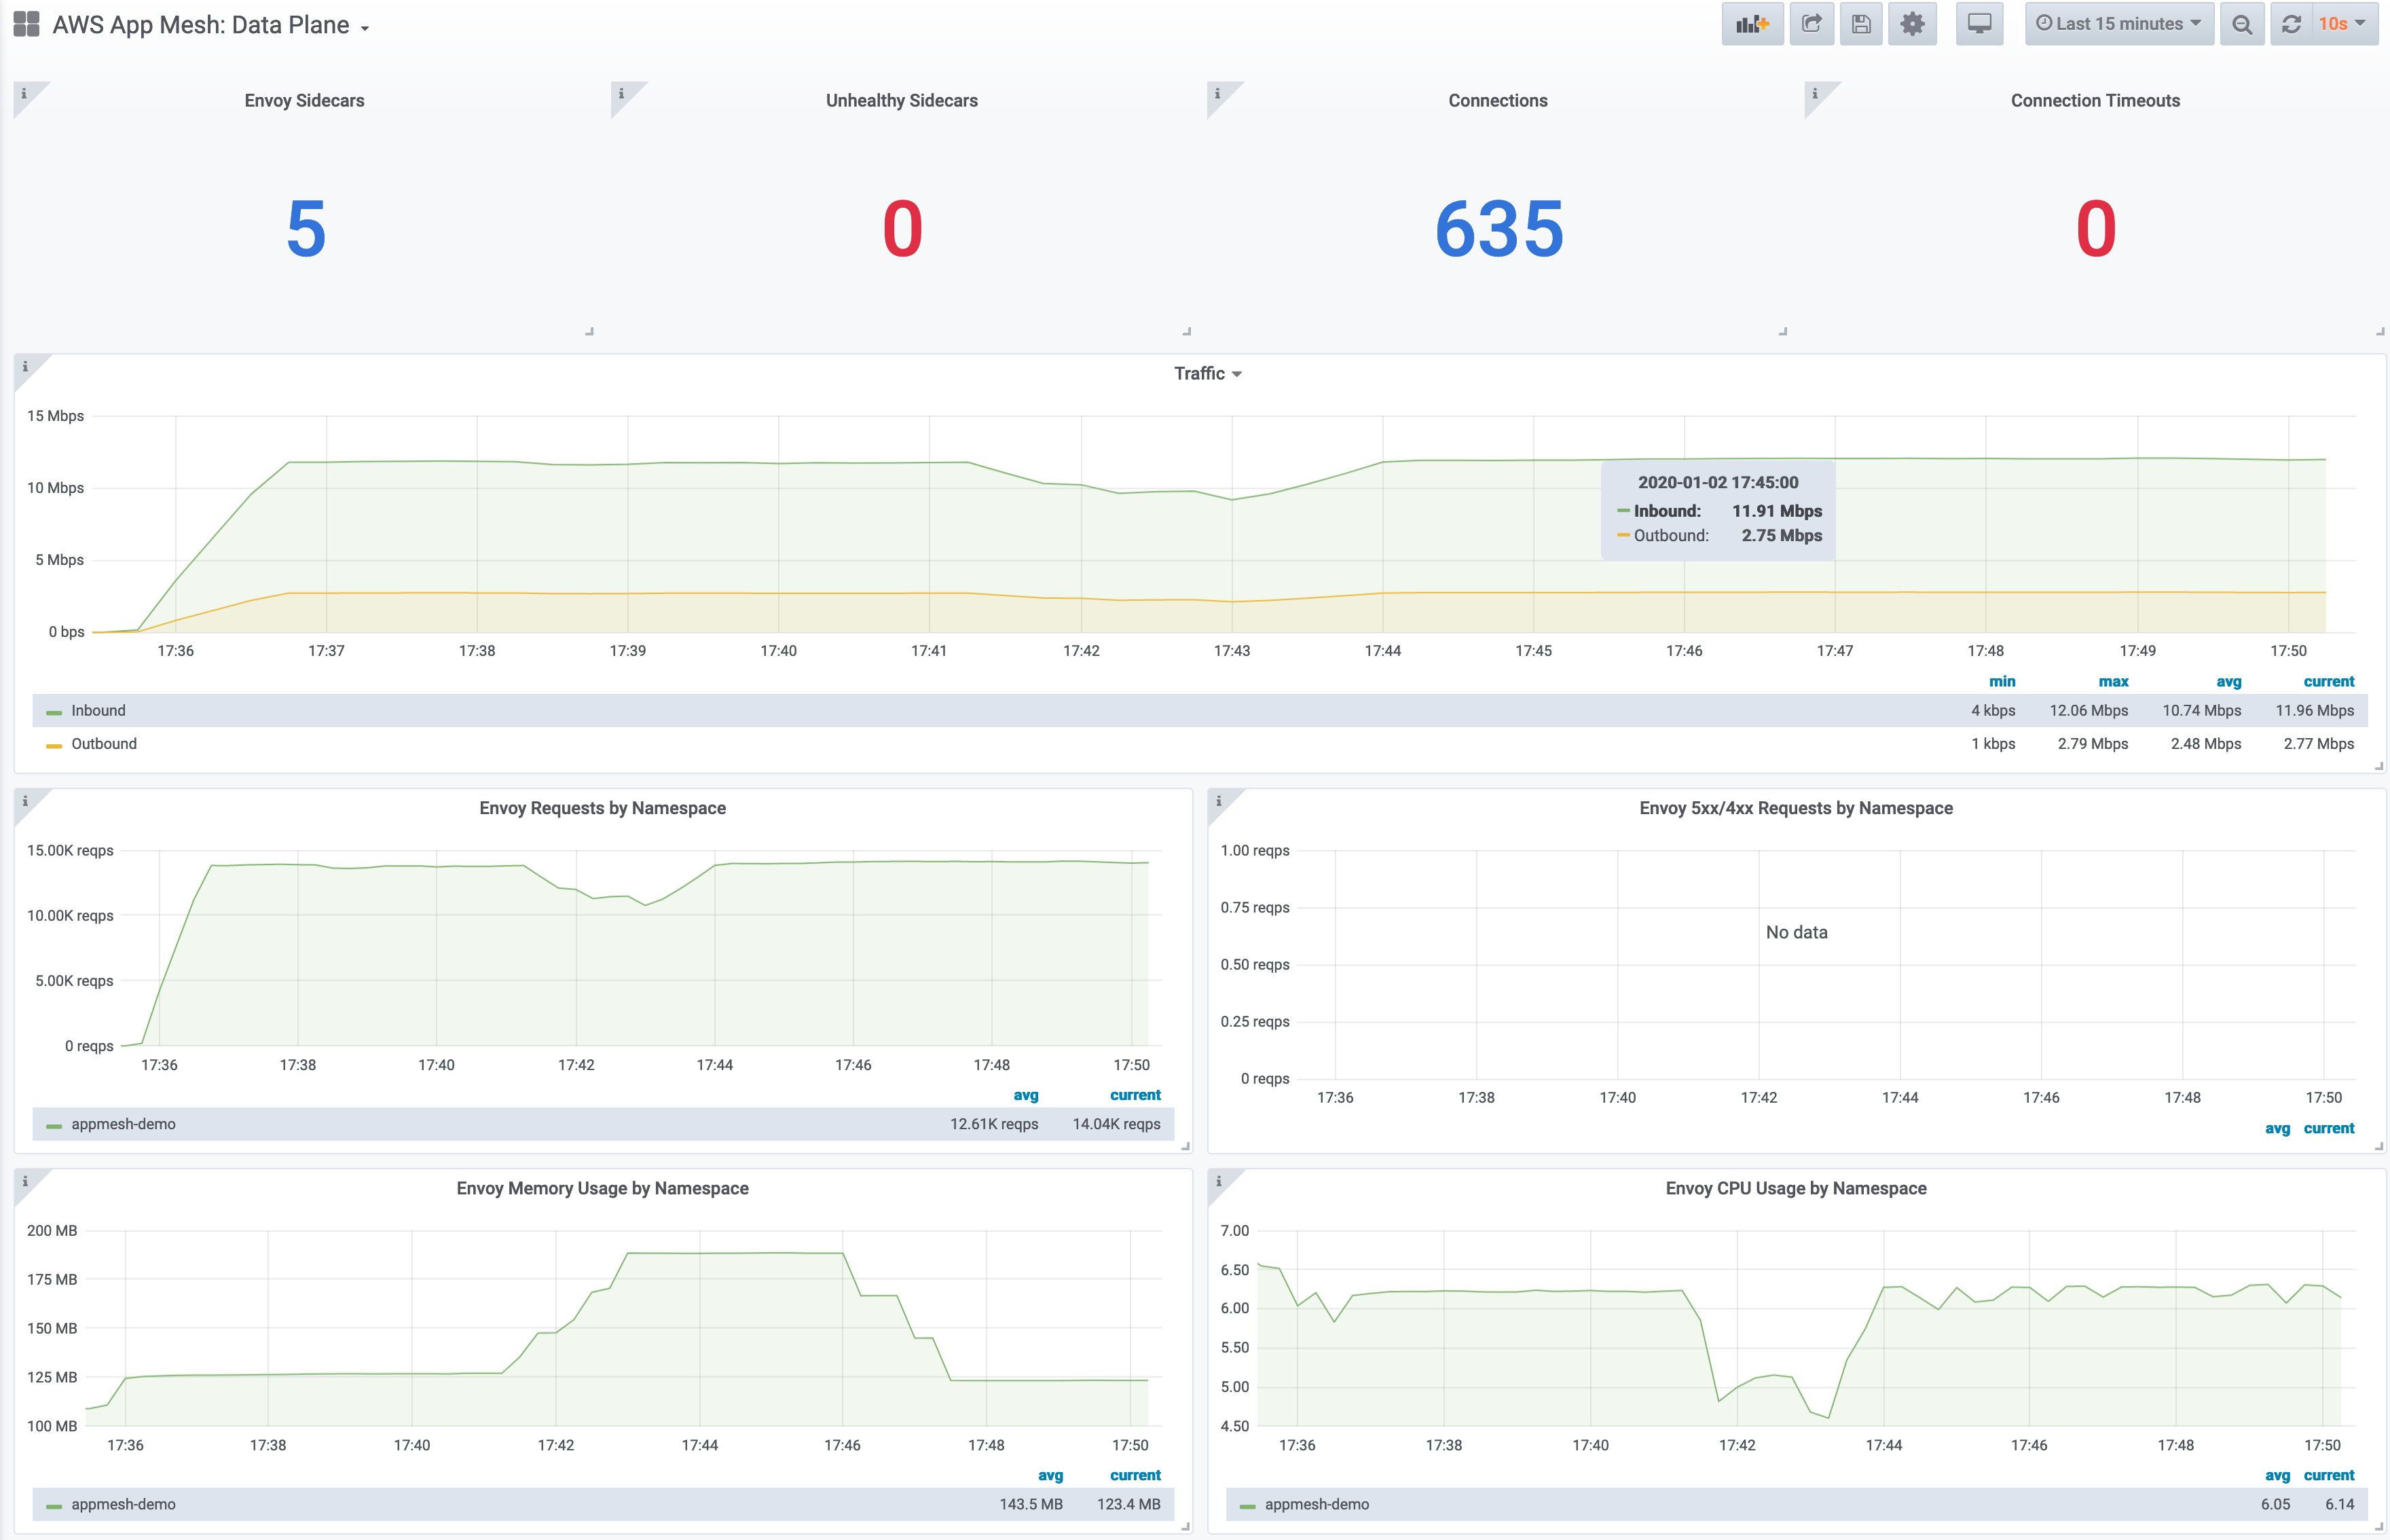 AWS App Mesh: Data Plane
Last 15 minutes
10s
Envoy Sidecars
Unhealthy Sidecars
Connections
Connection Timeouts
5
0
635
0
Traffic
15 Mbps
10 Mbps
5 Mbps
0 bps
2020-01-02 17:45:00
Inbound: 11.91 Mbps
Outbound: 2.75 Mbps
17:36 17:37 17:38 17:39 17:40 17:41 17:42 17:43 17:44 17:45 17:46 17:47 17:48 17:49 17:50
min max avg current
Inbound 4 kbps 12.06 Mbps 10.74 Mbps 11.96 Mbps
Outbound 1 kbps 2.79 Mbps 2.48 Mbps 2.77 Mbps
Envoy Requests by Namespace
15.00K reqps
10.00K reqps
5.00K reqps
0 reqps
17:36 17:38 17:40 17:42 17:44 17:46 17:48 17:50
avg current
appmesh-demo 12.61K reqps 14.04K reqps
Envoy 5xx/4xx Requests by Namespace
1.00 reqps
0.75 reqps
No data
0.50 reqps
0.25 reqps
0 reqps
17:36 17:38 17:40 17:42 17:44 17:46 17:48 17:50
avg current
Envoy Memory Usage by Namespace
200 MB
175 MB
150 MB
125 MB
100 MB
17:36 17:38 17:40 17:42 17:44 17:46 17:48 17:50
avg current
appmesh-demo 143.5 MB 123.4 MB
Envoy CPU Usage by Namespace
7.00
6.50
6.00
5.50
5.00
4.50
17:36 17:38 17:40 17:42 17:44 17:46 17:48 17:50
avg current
appmesh-demo 6.05 6.14